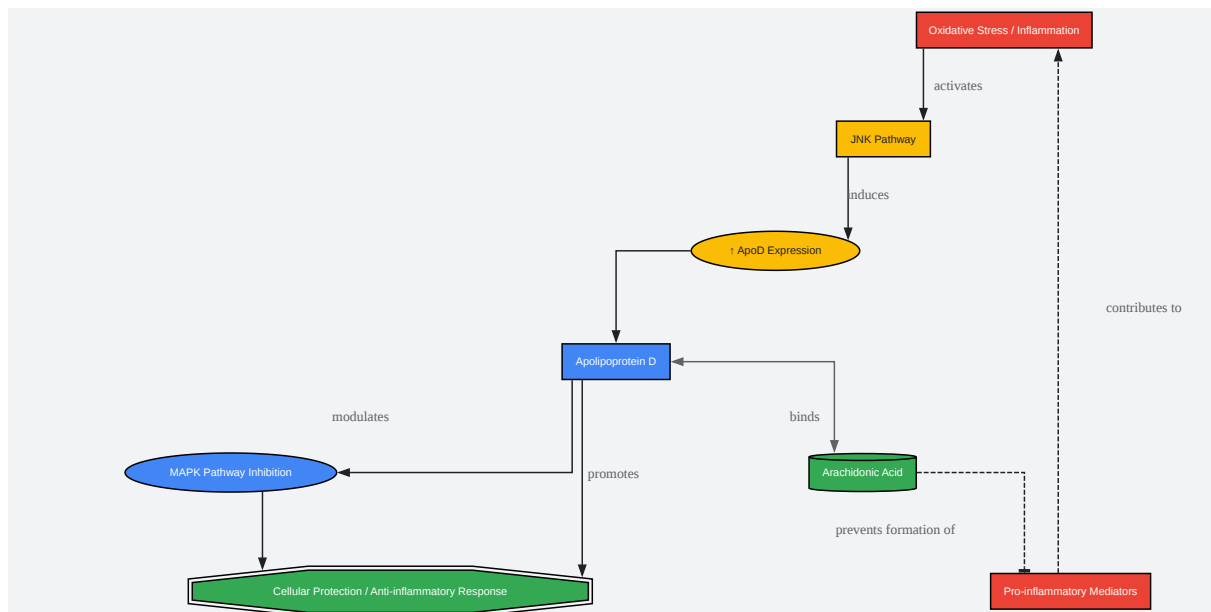 Oxidative Stress / Inflammation
activates
JNK Pathway
induces
↑ ApoD Expression
contributes to
Apolipoprotein D
modulates
binds
MAPK Pathway Inhibition
promotes
Arachidonic Acid
prevents formation of
Cellular Protection / Anti-inflammatory Response
Pro-inflammatory Mediators